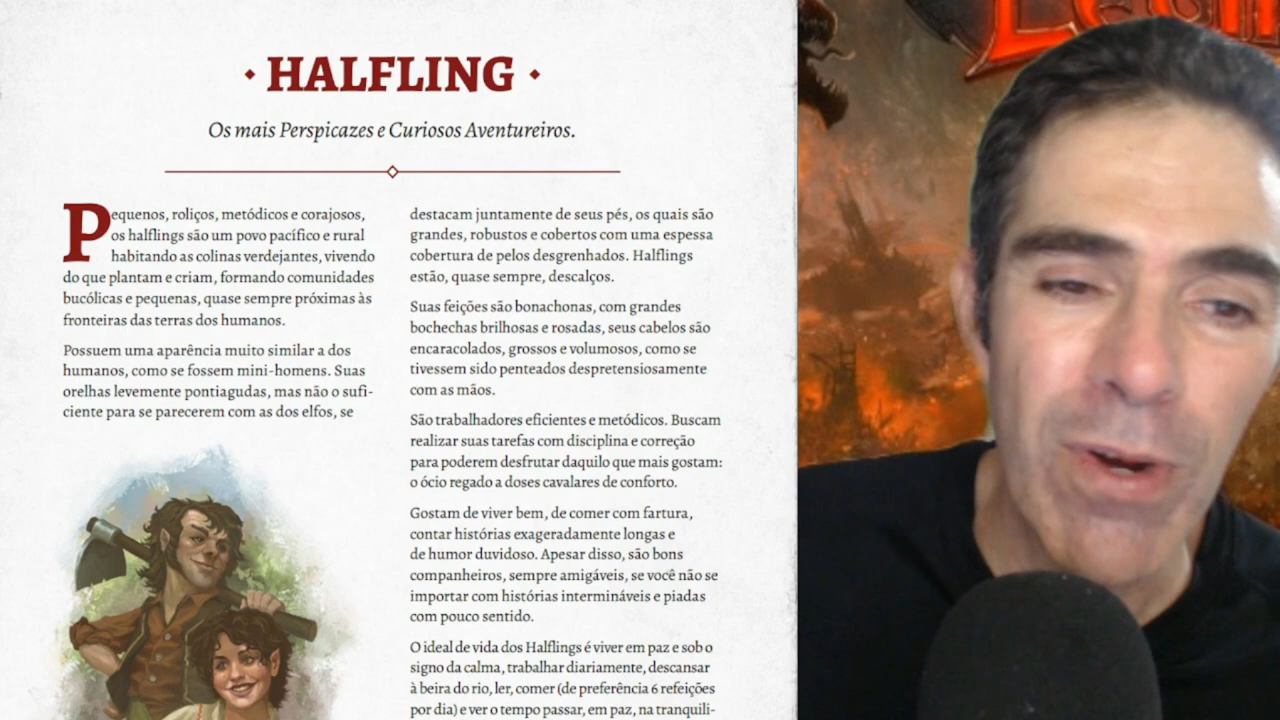 HALFLING
Os mais Perspicazes e Curiosos Aventureiros.
Pequenos, roliços, metódicos e corajosos,
os halflings são um povo pacífico e rural
habitando as colinas verdejantes, vivendo
do que plantam e criam, formando comunidades
bucólicas e pequenas, quase sempre próximas às
fronteiras das terras dos humanos.
Possuem uma aparência muito similar a dos
humanos, como se fossem mini-homens. Suas
orelhas levemente pontiagudas, mas não o sufi-
ciente para se parecerem com as dos elfos, se
destacam juntamente de seus pés, os quais são
grandes, robustos e cobertos com uma espessa
cobertura de pelos desgrenhados. Halflings
estão, quase sempre, descalços.
Suas feições são bonachonas, com grandes
bochechas brilhosas e rosadas, seus cabelos são
encaracolados, grossos e volumosos, como se
tivessem sido penteados despretensiosamente
com as mãos.
São trabalhadores eficientes e metódicos. Buscam
realizar suas tarefas com disciplina e correção
para poderem desfrutar daquilo que mais gostam:
o ócio regado a doses cavalares de conforto.
Gostam de viver bem, de comer com fartura,
contar histórias exageradamente longas e
de humor duvidoso. Apesar disso, são bons
companheiros, sempre amigáveis, se você não se
importar com histórias intermináveis e piadas
com pouco sentido.
O ideal de vida dos Halflings é viver em paz e sob o
signo da calma, trabalhar diariamente, descansar
à beira do rio, ler, comer (de preferência 6 refeições
por dia) e ver o tempo passar, em paz, na tranquili-